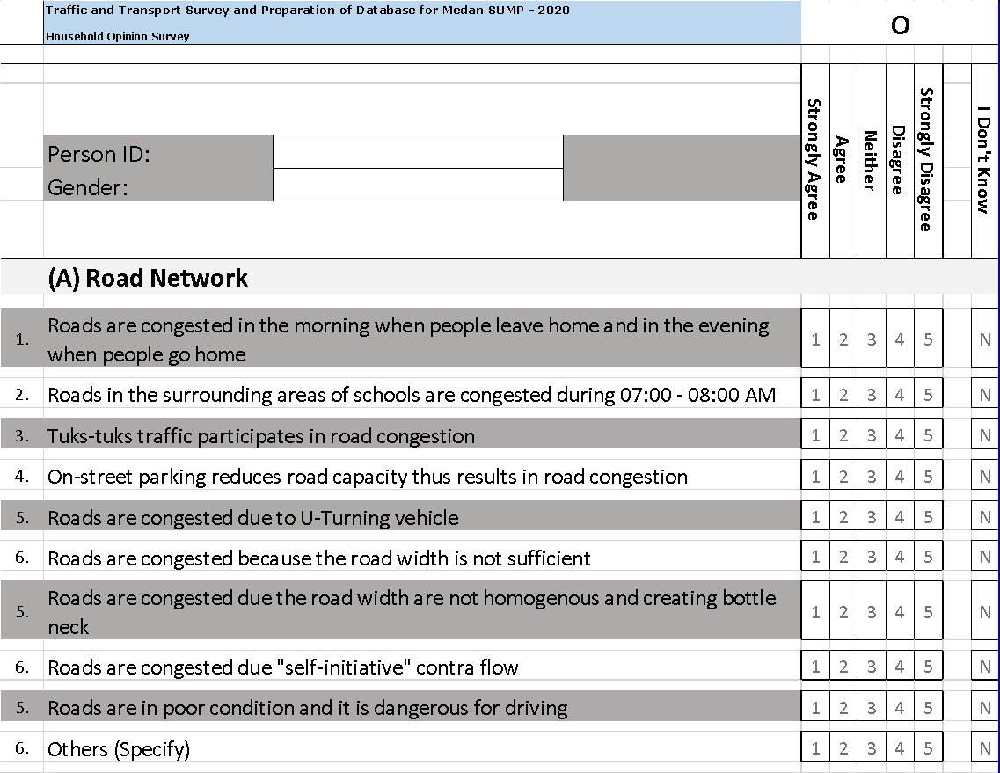 Traffic and Transport Survey and Preparation of Database for Medan SUMP - 2020
O
Household Opinion Survey
Strongly Agree
Agree
Neither
Disagree
Strongly Disagree
I Don't Know
Person ID:
Gender:
(A) Road Network
1. Roads are congested in the morning when people leave home and in the evening
when people go home 1 2 3 4 5 N
2. Roads in the surrounding areas of schools are congested during 07:00 - 08:00 AM 1 2 3 4 5 N
3. Tuks-tuks traffic participates in road congestion 1 2 3 4 5 N
4. On-street parking reduces road capacity thus results in road congestion 1 2 3 4 5 N
5. Roads are congested due to U-Turning vehicle 1 2 3 4 5 N
6. Roads are congested because the road width is not sufficient 1 2 3 4 5 N
5. Roads are congested due the road width are not homogenous and creating bottle
neck 1 2 3 4 5 N
6. Roads are congested due "self-initiative" contra flow 1 2 3 4 5 N
5. Roads are in poor condition and it is dangerous for driving 1 2 3 4 5 N
6. Others (Specify) 1 2 3 4 5 N